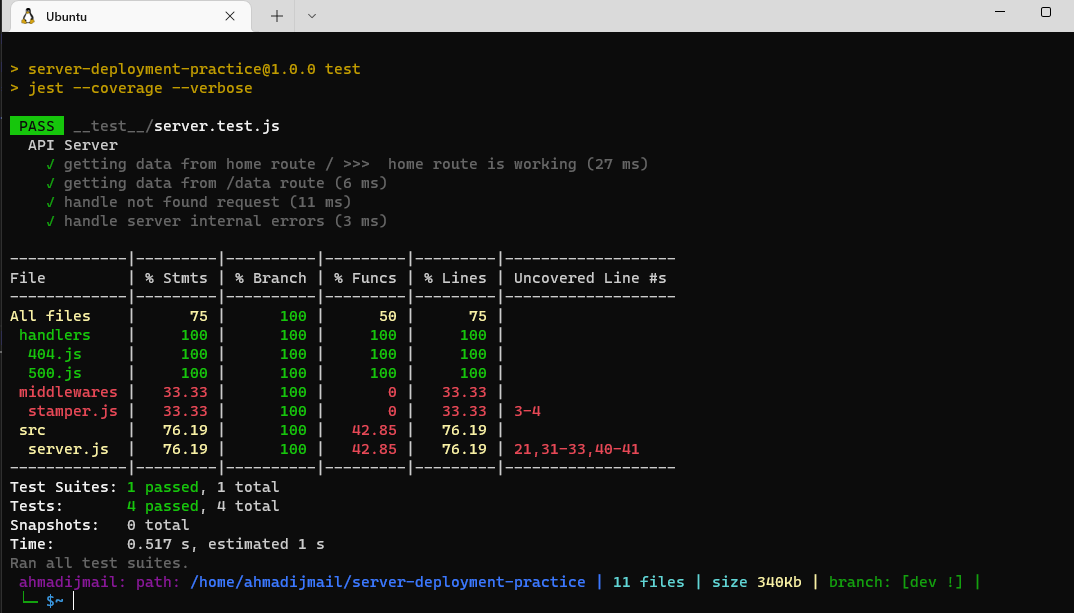 Ubuntu
> server-deployment-practice@1.0.0 test
> jest --coverage --verbose
PASS __test__/server.test.js
API Server
√ getting data from home route / >>>  home route is working (27 ms)
√ getting data from /data route (6 ms)
√ handle not found request (11 ms)
√ handle server internal errors (3 ms)
-------------|---------|----------|---------|---------|-------------------
File         | % Stmts | % Branch | % Funcs | % Lines | Uncovered Line #s
-------------|---------|----------|---------|---------|-------------------
All files    |      75 |      100 |      50 |      75 |
 handlers    |     100 |      100 |     100 |     100 |
  404.js     |     100 |      100 |     100 |     100 |
  500.js     |     100 |      100 |     100 |     100 |
 middlewares |   33.33 |      100 |       0 |   33.33 |
  stamper.js |   33.33 |      100 |       0 |   33.33 | 3-4
 src         |   76.19 |      100 |   42.85 |   76.19 |
  server.js  |   76.19 |      100 |   42.85 |   76.19 | 21,31-33,40-41
-------------|---------|----------|---------|---------|-------------------
Test Suites: 1 passed, 1 total
Tests:       4 passed, 4 total
Snapshots:   0 total
Time:        0.517 s, estimated 1 s
Ran all test suites.
ahmadijmail: path: /home/ahmadijmail/server-deployment-practice | 11 files | size 340Kb | branch: [dev !] |
└─ $~